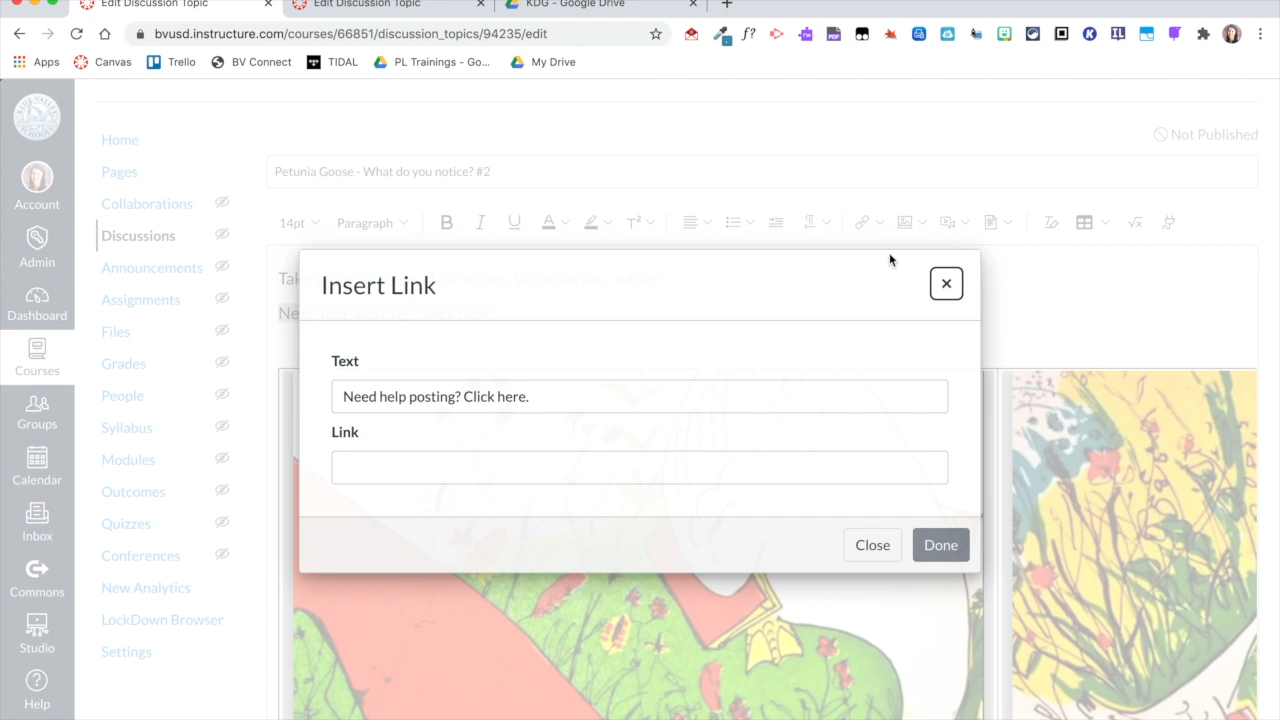 Edit Discussion Topic
Edit Discussion Topic
KDG - Google Drive
bvusd.instructure.com/courses/66851/discussion_topics/94235/edit
Apps
Canvas
Trello
BV Connect
TIDAL
PL Trainings - Go...
My Drive
Account
Admin
Dashboard
Courses
Groups
Calendar
Inbox
Commons
Studio
Help
Home
Pages
Collaborations
Discussions
Announcements
Assignments
Files
Grades
People
Syllabus
Modules
Outcomes
Quizzes
Conferences
New Analytics
LockDown Browser
Settings
Not Published
Petunia Goose - What do you notice? #2
14pt
Paragraph
Insert Link
Text
Need help posting? Click here.
Link
Close
Done